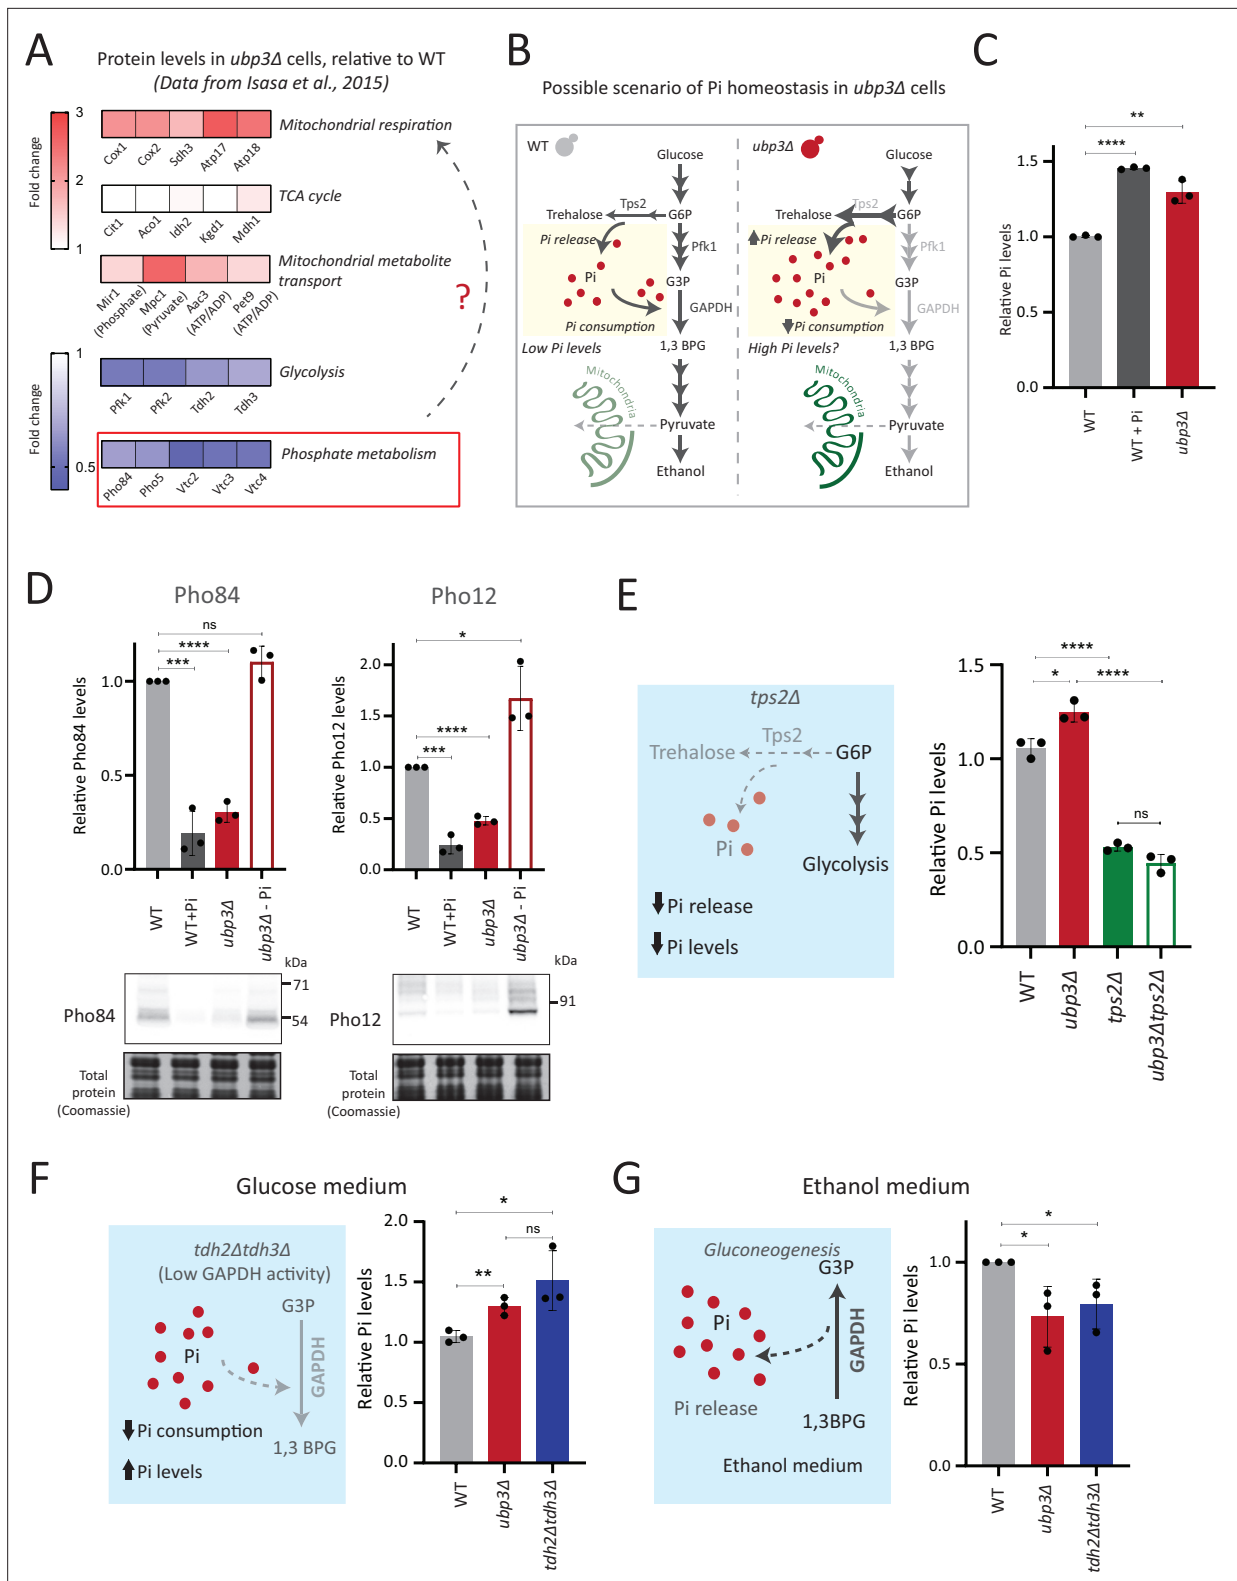 A
Protein levels in ubp3Δ cells, relative to WT
(Data from Isasa et al., 2015)
Fold change
3
2
1
Mitochondrial respiration
Cox1 Cox2 Sdh3 Atp17 Atp18
TCA cycle
Cit1 Aco1 Idh2 Kgd1 Mdh1
Mitochondrial metabolite
transport
Mir1 (Phosphate)
Mpc1 (Pyruvate)
Aac3 (ATP/ADP)
Pet9 (ATP/ADP)
?
Fold change
1
0.5
Glycolysis
Pfk1 Pfk2 Tdh2 Tdh3
Phosphate metabolism
Pho84 Pho5 Vtc2 Vtc3 Vtc4
B
Possible scenario of Pi homeostasis in ubp3Δ cells
WT
Glucose
Trehalose
Tps2
G6P
Pi release
Pfk1
Pi
G3P
GAPDH
Pi consumption
Low Pi levels
1,3 BPG
Mitochondria
Pyruvate
Ethanol
ubp3Δ
Glucose
Trehalose
Tps2
G6P
Pi release
Pfk1
Pi
G3P
GAPDH
Pi consumption
High Pi levels?
1,3 BPG
Mitochondria
Pyruvate
Ethanol
C
Relative Pi levels
1.5
1.0
0.0
**
****
WT
WT + Pi
ubp3Δ
D
Pho84
Relative Pho84 levels
1.0
0.5
0.0
ns
****
***
WT
WT+Pi
ubp3Δ
ubp3Δ - Pi
kDa
71
54
Pho84
Total
protein
(Coomassie)
Pho12
Relative Pho12 levels
2.0
1.5
1.0
0.5
0.0
*
****
***
WT
WT+Pi
ubp3Δ
ubp3Δ - Pi
kDa
91
Pho12
Total
protein
(Coomassie)
E
tps2Δ
Trehalose
Tps2
G6P
Pi
Glycolysis
Pi release
Pi levels
Relative Pi levels
1.5
1.0
0.5
0.0
****
* ****
ns
WT
ubp3Δ
tps2Δ
ubp3Δtps2Δ
F
Glucose medium
tdh2Δtdh3Δ
(Low GAPDH activity)
G3P
Pi
GAPDH
1,3 BPG
Pi consumption
Pi levels
Relative Pi levels
2.0
1.5
1.0
0.5
0.0
*
ns
**
WT
ubp3Δ
tdh2Δtdh3Δ
G
Ethanol medium
Gluconeogenesis
G3P
Pi
GAPDH
Pi release
1,3BPG
Ethanol medium
Relative Pi levels
1.0
0.5
0.0
*
*
WT
ubp3Δ
tdh2Δtdh3Δ